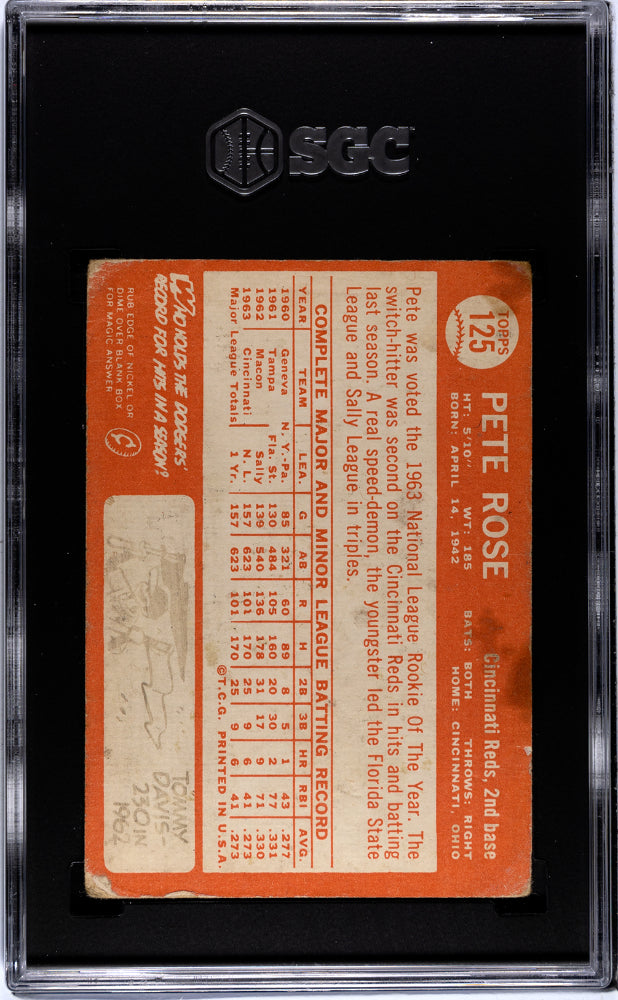 SGC
TOPPS
125
PETE ROSE
Cincinnati Reds, 2nd base
HT: 5'10" WT: 185 BATS: BOTH THROWS: RIGHT
BORN: APRIL 14, 1942 HOME: CINCINNATI, OHIO
Pete was voted the 1963 National League Rookie Of The Year. The
switch-hitter was second on the Cincinnati Reds in hits and batting
last season. A real speed-demon, the youngster led the Florida State
League and Sally League in triples.
COMPLETE MAJOR AND MINOR LEAGUE BATTING RECORD
YEAR TEAM LEA. G AB R H 2B 3B HR RBI AVG.
1960 Geneva N. Y.-Pa. 85 321 60 89 8 5 1 43 .277
1961 Tampa Fla. St. 130 484 105 160 20 30 2 77 .331
1962 Macon Sally 139 540 136 178 31 17 9 71 .330
1963 Cincinnati N. L. 157 623 101 170 25 9 6 41 .273
Major League Totals 1 Yr. 157 623 101 170 25 9 6 41 .273
©T.C.G. PRINTED IN U.S.A.
WHO HOLDS THE DODGERS'
RECORD FOR HITS IN A SEASON?
RUB EDGE OF NICKEL OR
DIME OVER BLANK BOX
FOR MAGIC ANSWER
TOMMY
DAVIS-
230 IN
1962